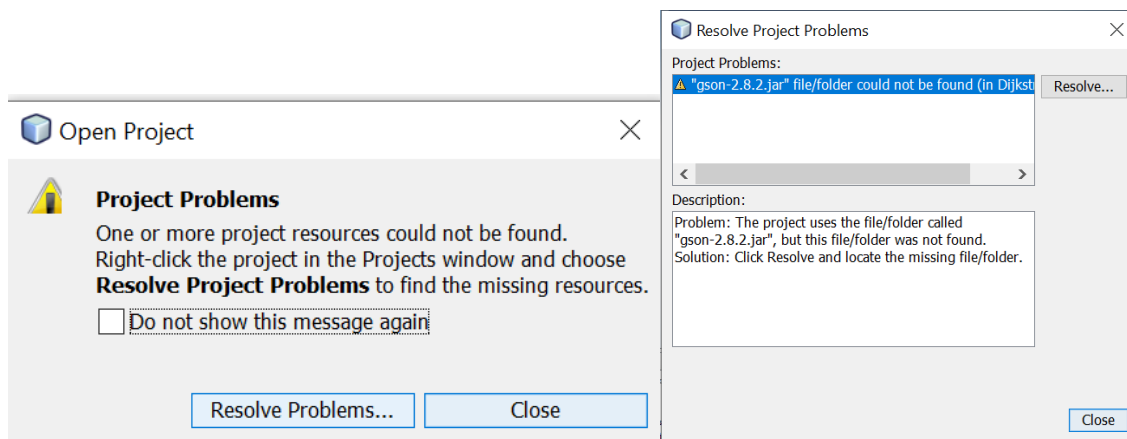 Open Project
Project Problems
One or more project resources could not be found.
Right-click the project in the Projects window and choose
Resolve Project Problems to find the missing resources.
Do not show this message again
Resolve Problems...
Close
Resolve Project Problems
Project Problems:
"gson-2.8.2.jar" file/folder could not be found (in Dijkst
Resolve...
Description:
Problem: The project uses the file/folder called
"gson-2.8.2.jar", but this file/folder was not found.
Solution: Click Resolve and locate the missing file/folder.
Close